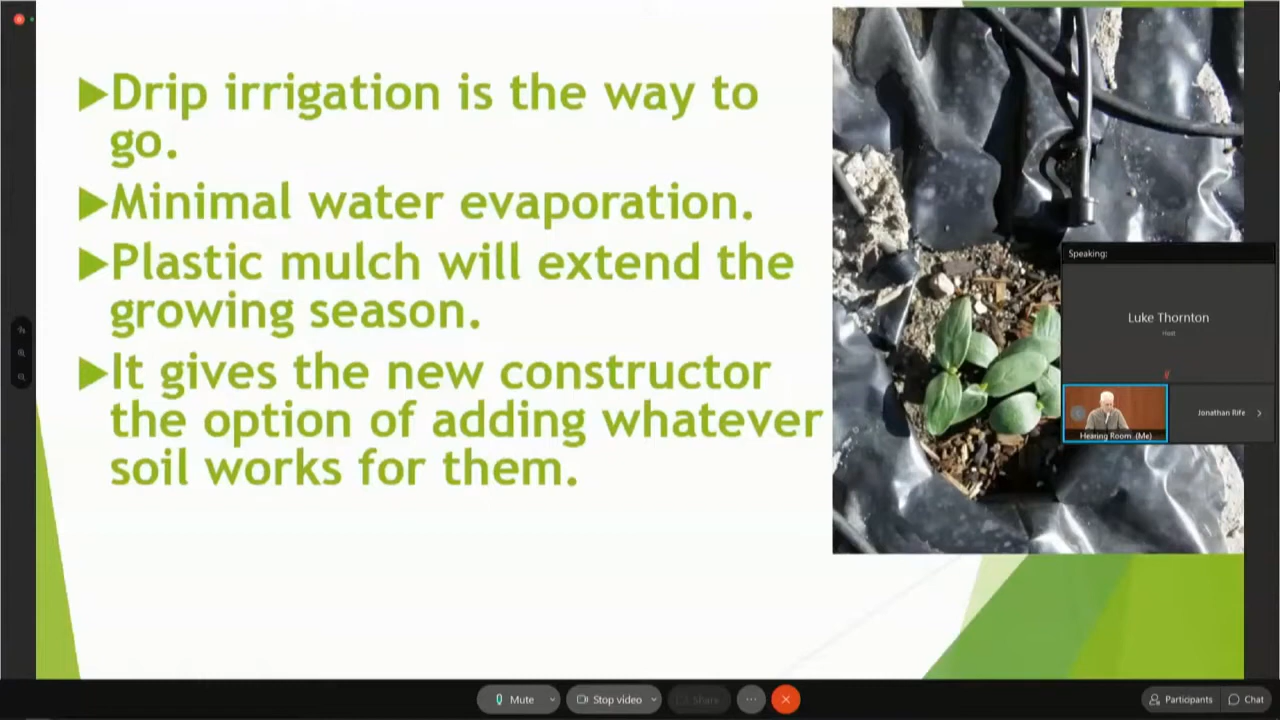 Drip irrigation is the way to
go.
Minimal water evaporation.
Plastic mulch will extend the
growing season.
It gives the new constructor
the option of adding whatever
soil works for them.
Speaking:
Luke Thornton
Host
Hearing Room (Me)
Jonathan Rife
Mute
Stop video
Share
Participants
Chat